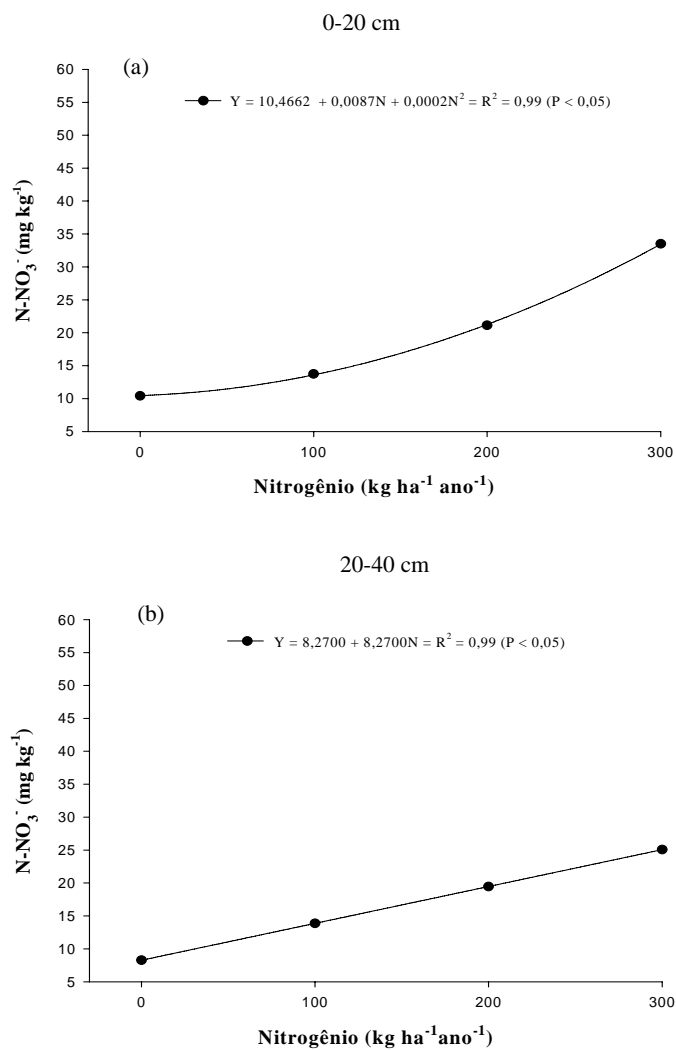 0-20 cm
(a)
Y = 10,4662 + 0,0087N + 0,0002N² = R² = 0,99 (P < 0,05)
60
55
50
45
40
35
30
25
20
15
10
5
N-NO₃⁻ (mg kg⁻¹)
0 100 200 300
Nitrogênio (kg ha⁻¹ ano⁻¹)
20-40 cm
(b)
Y = 8,2700 + 8,2700N = R² = 0,99 (P < 0,05)
60
55
50
45
40
35
30
25
20
15
10
5
N-NO₃⁻ (mg kg⁻¹)
0 100 200 300
Nitrogênio (kg ha⁻¹ano⁻¹)